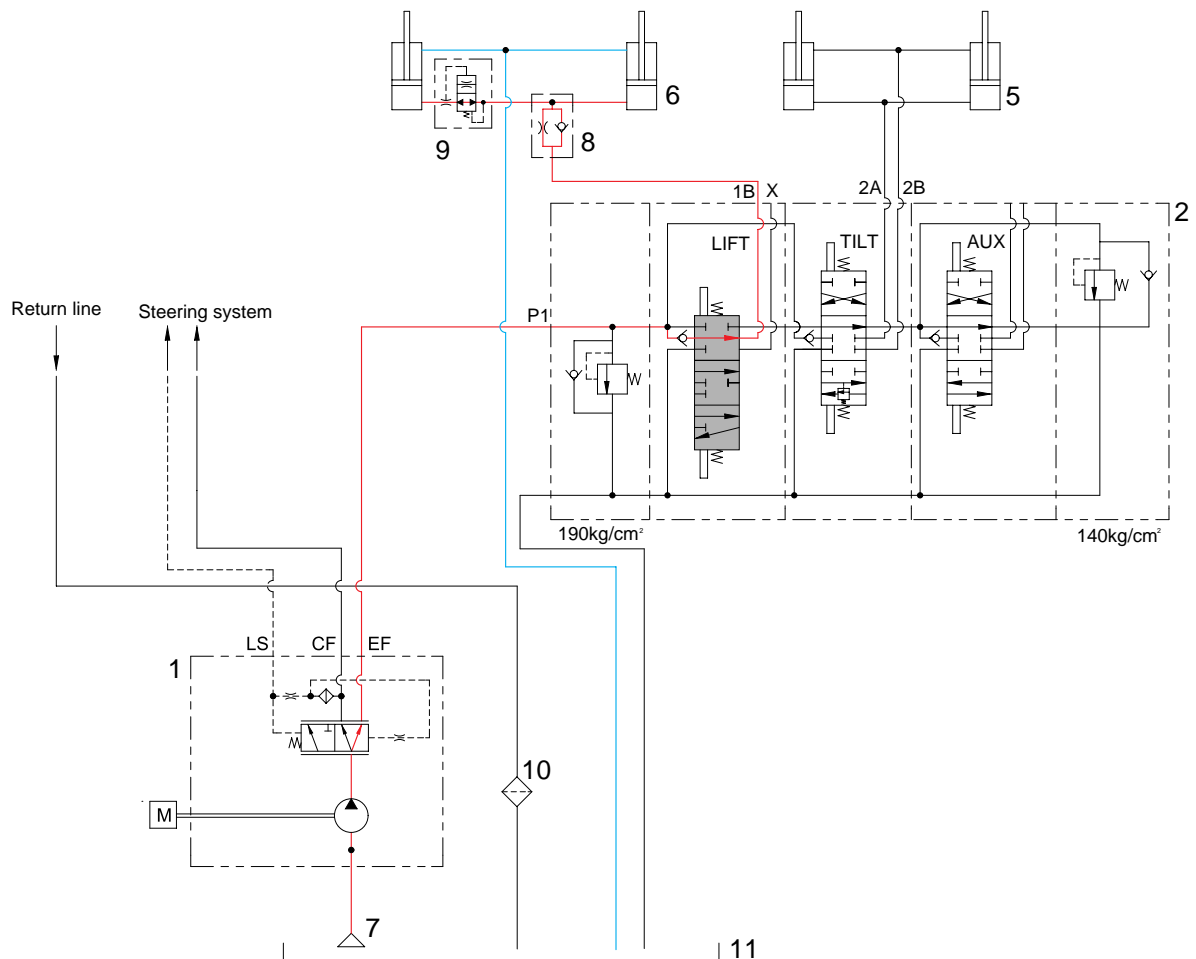 6
5
9
8
1B X
2A 2B
2
LIFT
TILT
AUX
Return line
Steering system
P1
190kg/cm²
140kg/cm²
LS CF EF
1
10
M
7
11